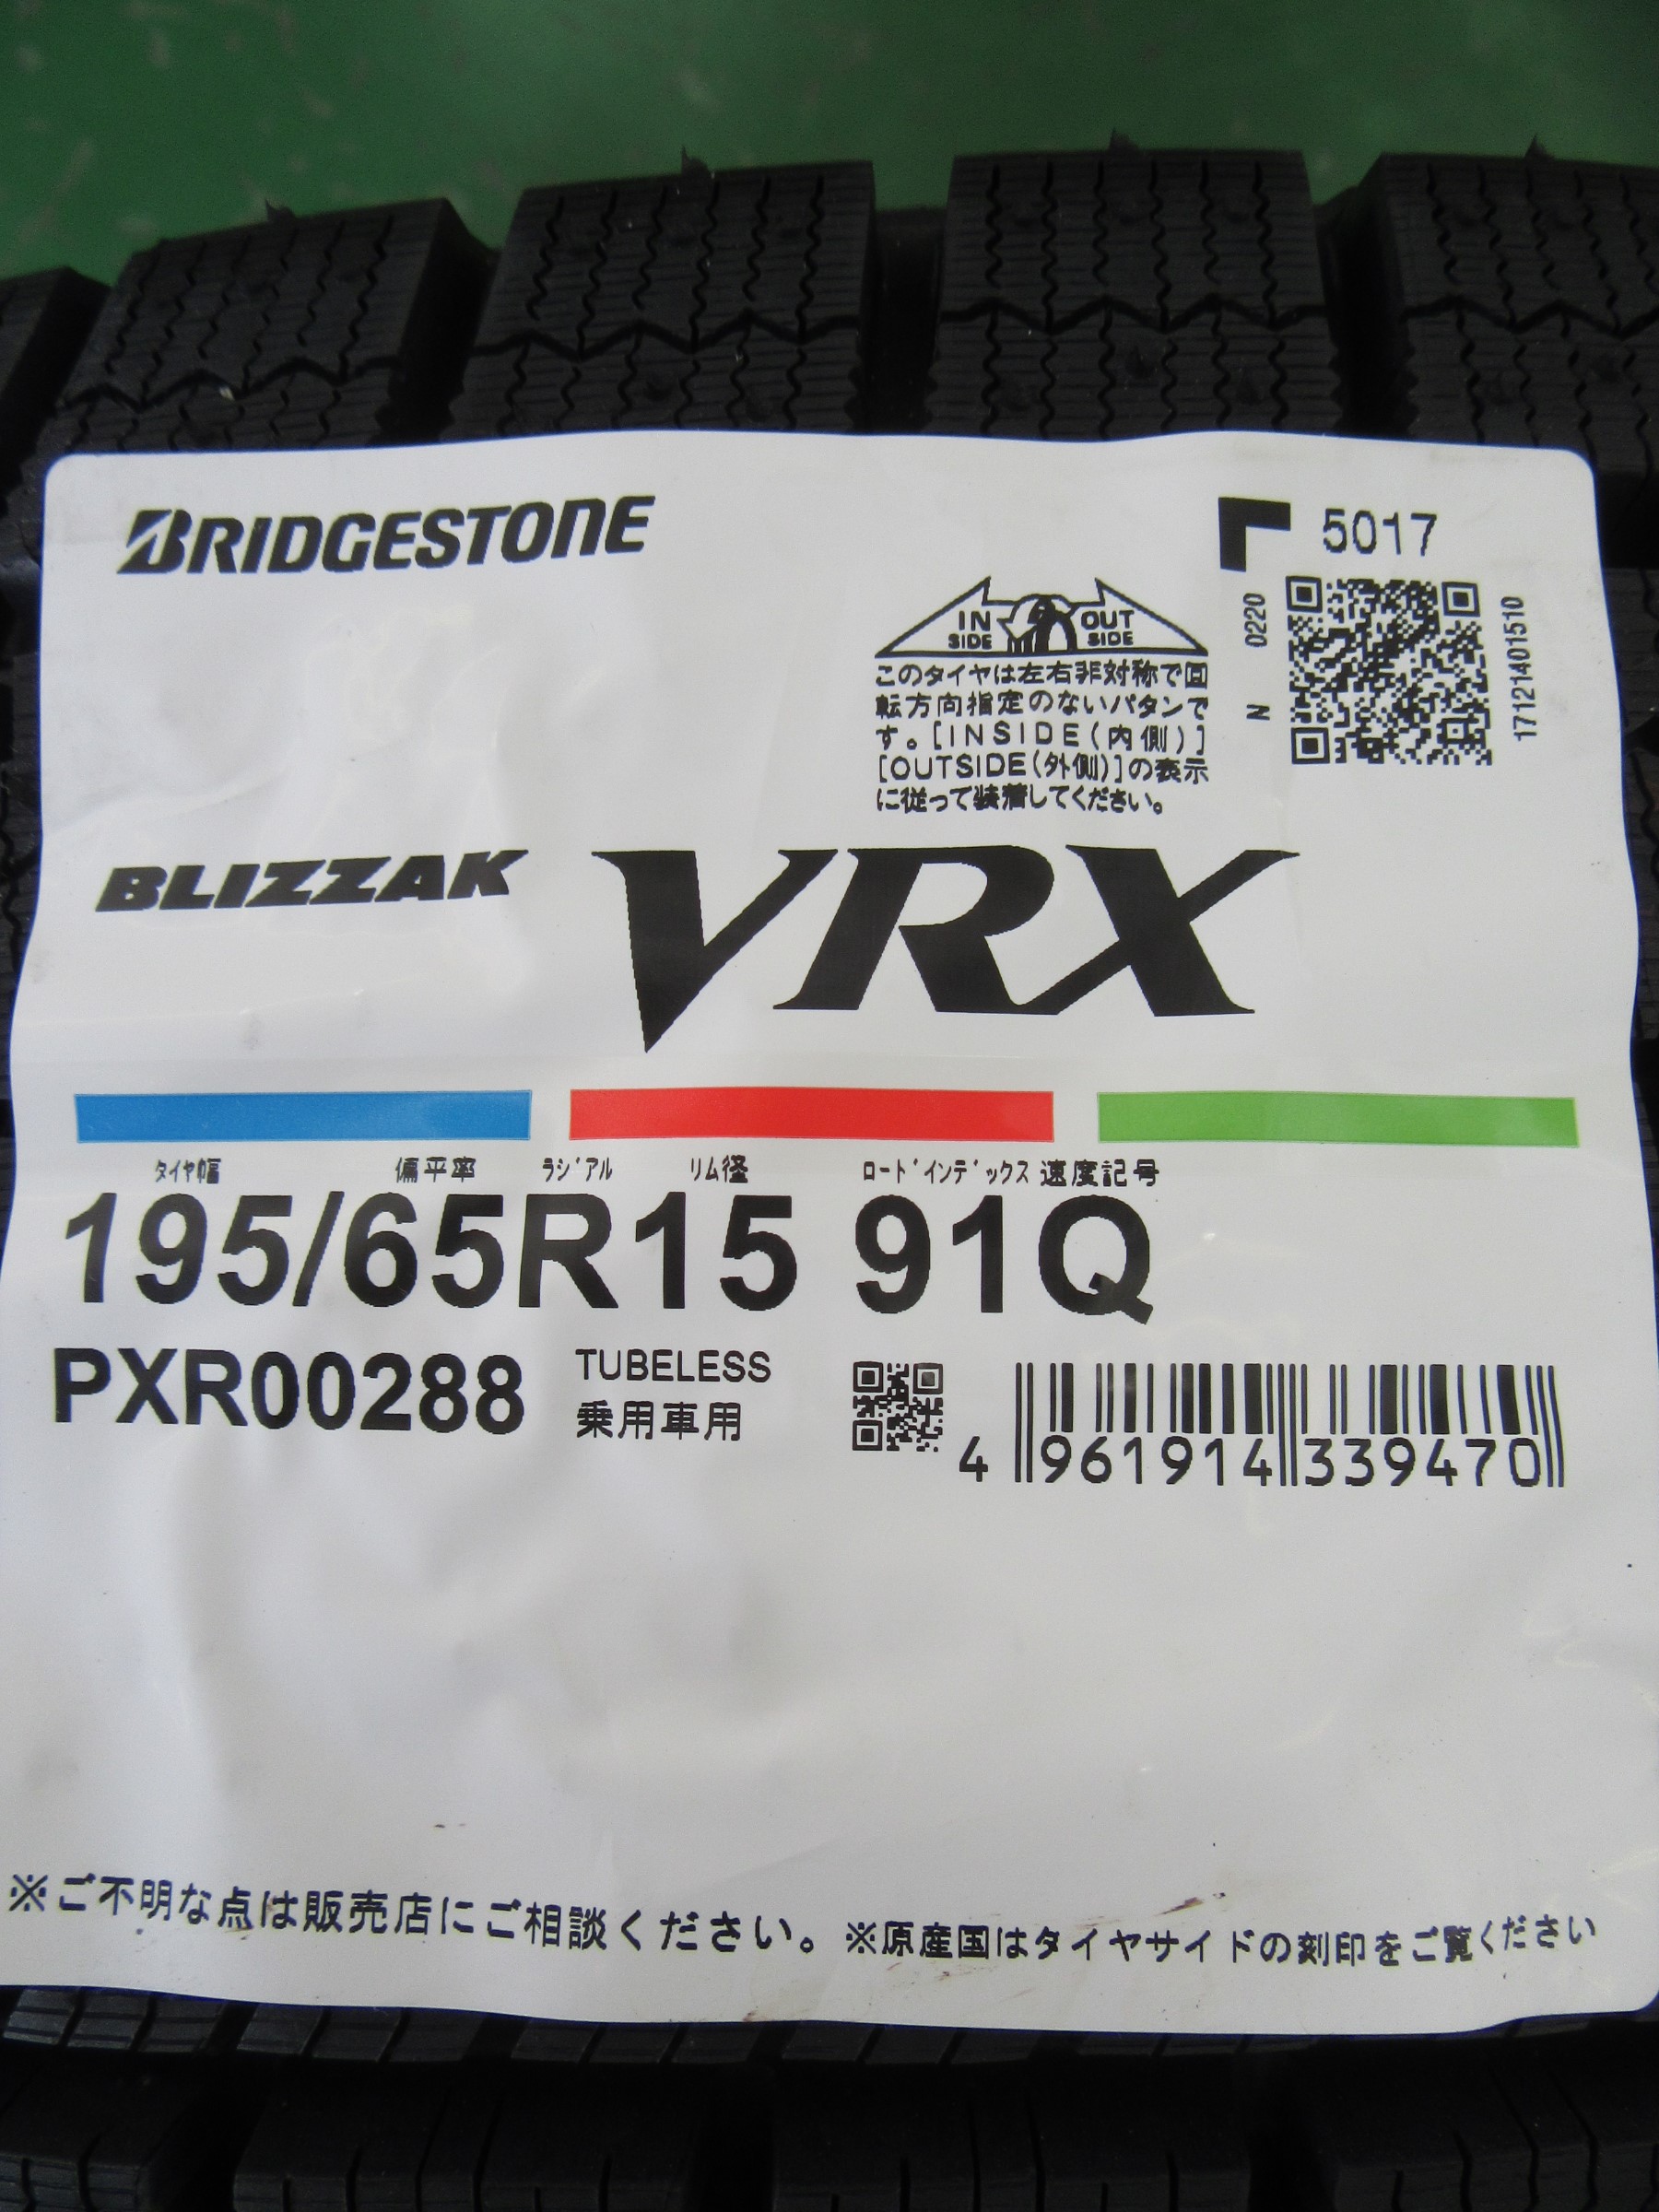 BRIDGESTONE
5017
IN
SIDE
OUT
SIDE
N 0220
17121401510
このタイヤは左右非対称で回
転方向指定のないパタンで
す。[INSIDE(内側)]
[OUTSIDE(外側)]の表示
に従って装着してください。
BLIZZAK VRX
タイヤ幅 偏平率 ラジアル リム径 ロードインデックス 速度記号
195/65R15 91Q
PXR00288
TUBELESS
乗用車用
4 961914 339470
※ご不明な点は販売店にご相談ください。※原産国はタイヤサイドの刻印をご覧ください